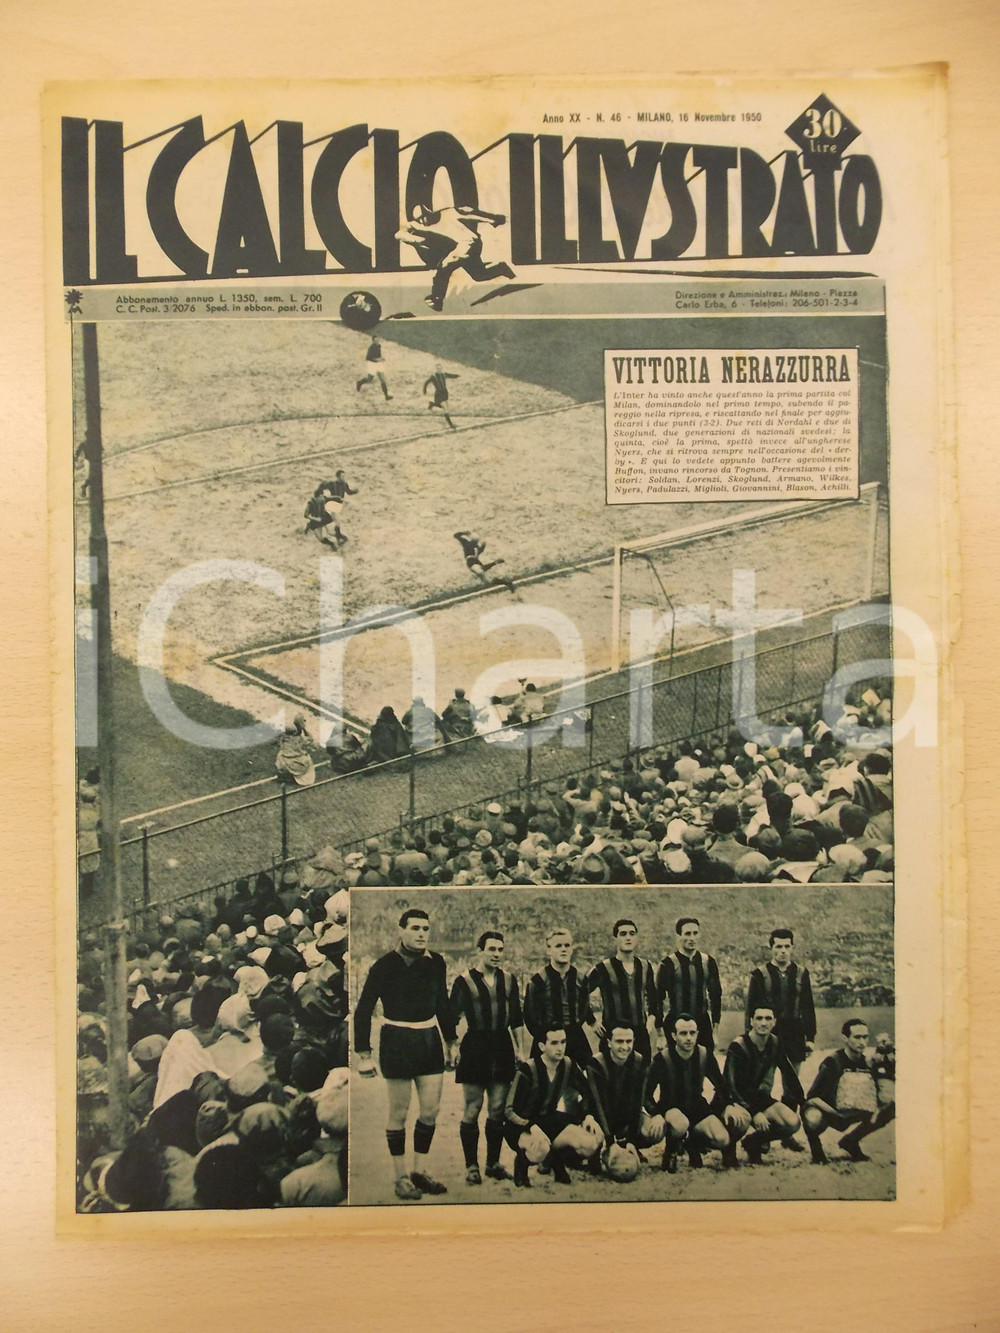 Anno XX - N. 46 - MILANO, 16 Novembre 1950
30
lire
IL CALCIO ILLVSTRATO
Abbonamento annuo L. 1350, sem. L. 700
C. C. Post. 3/2076 Sped. in abbon. post. Gr. II
Direzione e Amministraz.: Milano - Piazza
Carlo Erba, 6 - Telefoni: 206-501-2-3-4
VITTORIA NERAZZURRA
L'Inter ha vinto anche quest'anno la prima partita col
Milan, dominandolo nel primo tempo, subendo il pa-
reggio nella ripresa, e riscattando nel finale per aggiu-
dicarsi i due punti (3-2). Due reti di Nordahl e due di
Skoglund, due generazioni di nazionali svedesi; la
quinta, cioè la prima, spettò invece all'ungherese
Nyers, che si ritrova sempre nell'occasione del « der-
by ». E qui lo vedete appunto battere agevolmente
Buffon, invano rincorso da Tognon. Presentiamo i vin-
citori: Soldan, Lorenzi, Skoglund, Armano, Wilkes,
Nyers, Padulazzi, Miglioli, Giovannini, Blason, Achilli.
iCharta